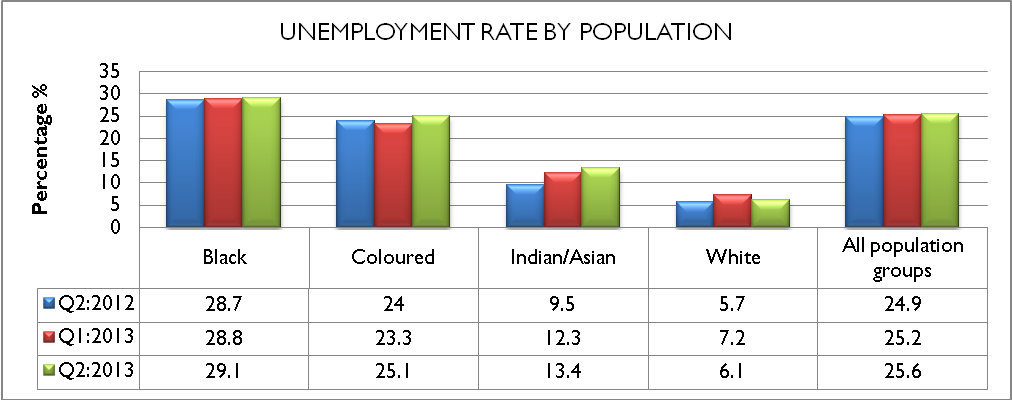 UNEMPLOYMENT RATE BY POPULATION
Percentage %
35
30
25
20
15
10
5
0
Black Coloured Indian/Asian White All population groups
Q2:2012 28.7 24 9.5 5.7 24.9
Q1:2013 28.8 23.3 12.3 7.2 25.2
Q2:2013 29.1 25.1 13.4 6.1 25.6